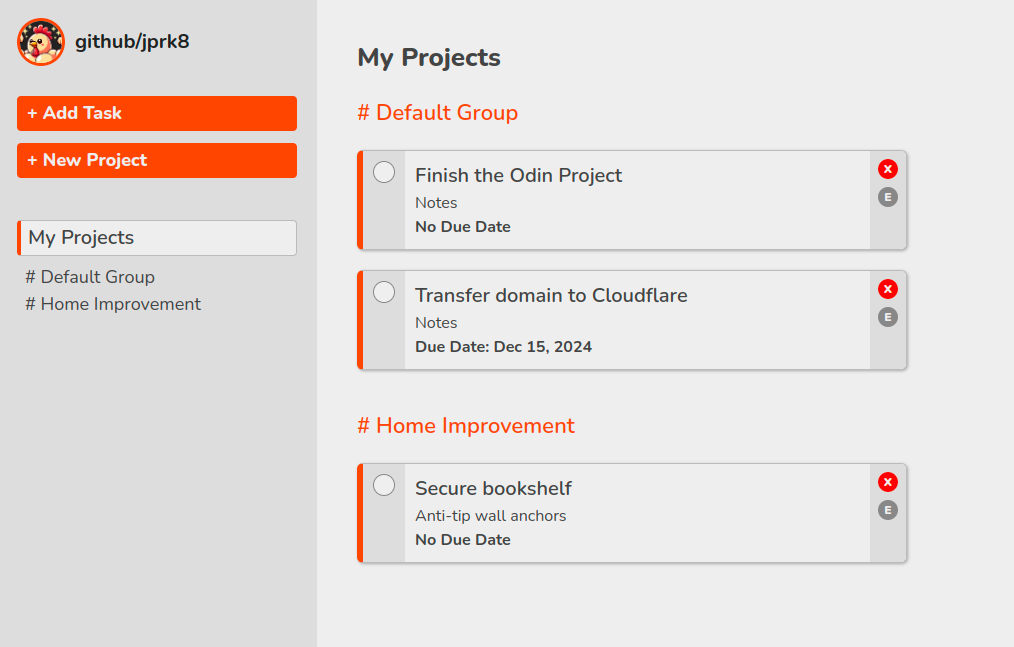 github/jprk8
+ Add Task
+ New Project
My Projects
# Default Group
# Home Improvement
My Projects
# Default Group
Finish the Odin Project
Notes
No Due Date
X
E
Transfer domain to Cloudflare
Notes
Due Date: Dec 15, 2024
X
E
# Home Improvement
Secure bookshelf
Anti-tip wall anchors
No Due Date
X
E